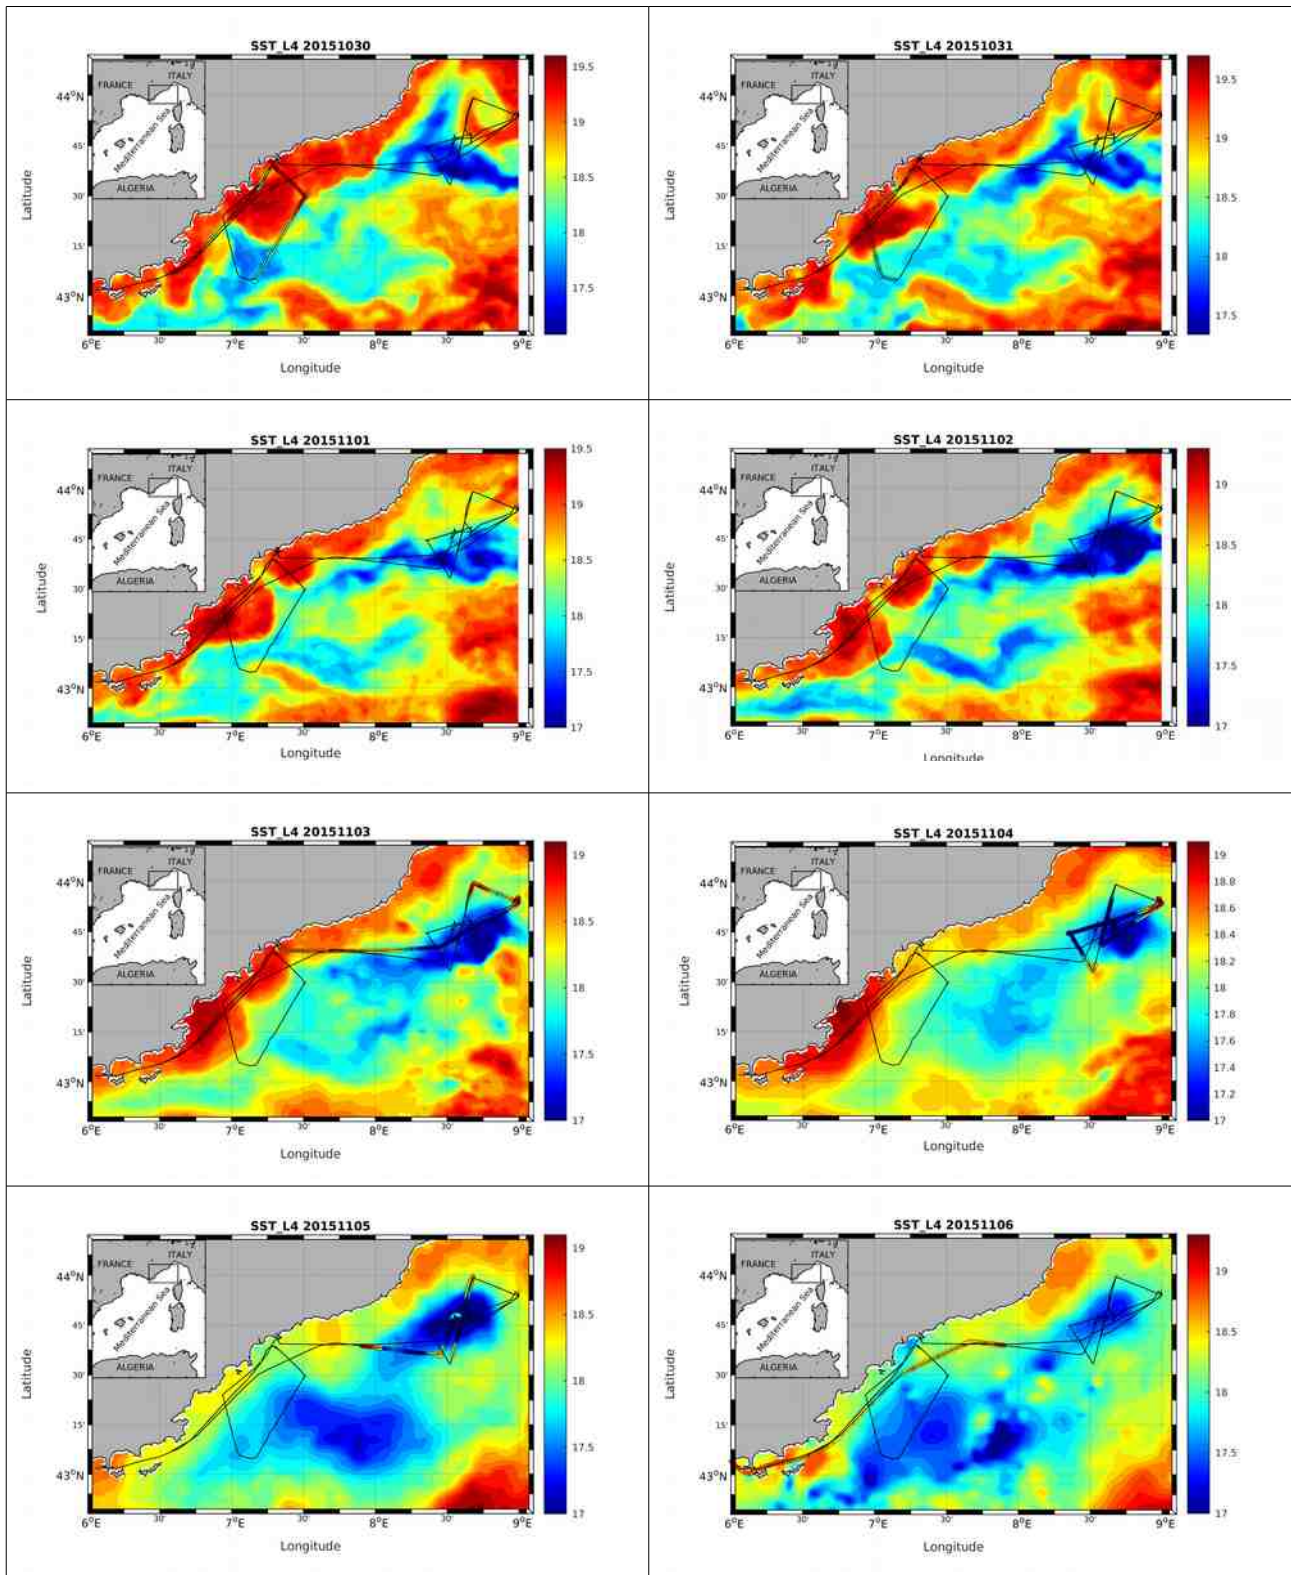 SST_L4 20151030
FRANCE
ITALY
Mediterranean Sea
ALGERIA
Latitude
44°N
45'
30'
15'
43°N
6°E
30'
7°E
30'
8°E
30'
9°E
Longitude
19.5
19
18.5
18
17.5
SST_L4 20151031
FRANCE
ITALY
Mediterranean Sea
ALGERIA
Latitude
44°N
45'
30'
15'
43°N
6°E
30'
7°E
30'
8°E
30'
9°E
Longitude
19.5
19
18.5
18
17.5
SST_L4 20151101
FRANCE
ITALY
Mediterranean Sea
ALGERIA
Latitude
44°N
45'
30'
15'
43°N
6°E
30'
7°E
30'
8°E
30'
9°E
Longitude
19.5
19
18.5
18
17.5
17
SST_L4 20151102
FRANCE
ITALY
Mediterranean Sea
ALGERIA
Latitude
44°N
45'
30'
15'
43°N
6°E
30'
7°E
30'
8°E
30'
9°E
Longitude
19
18.5
18
17.5
17
SST_L4 20151103
FRANCE
ITALY
Mediterranean Sea
ALGERIA
Latitude
44°N
45'
30'
15'
43°N
6°E
30'
7°E
30'
8°E
30'
9°E
Longitude
19
18.5
18
17.5
17
SST_L4 20151104
FRANCE
ITALY
Mediterranean Sea
ALGERIA
Latitude
44°N
45'
30'
15'
43°N
6°E
30'
7°E
30'
8°E
30'
9°E
Longitude
19
18.8
18.6
18.4
18.2
18
17.8
17.6
17.4
17.2
17
SST_L4 20151105
FRANCE
ITALY
Mediterranean Sea
ALGERIA
Latitude
44°N
45'
30'
15'
43°N
6°E
30'
7°E
30'
8°E
30'
9°E
Longitude
19
18.5
18
17.5
17
SST_L4 20151106
FRANCE
ITALY
Mediterranean Sea
ALGERIA
Latitude
44°N
45'
30'
15'
43°N
6°E
30'
7°E
30'
8°E
30'
9°E
Longitude
19
18.5
18
17.5
17